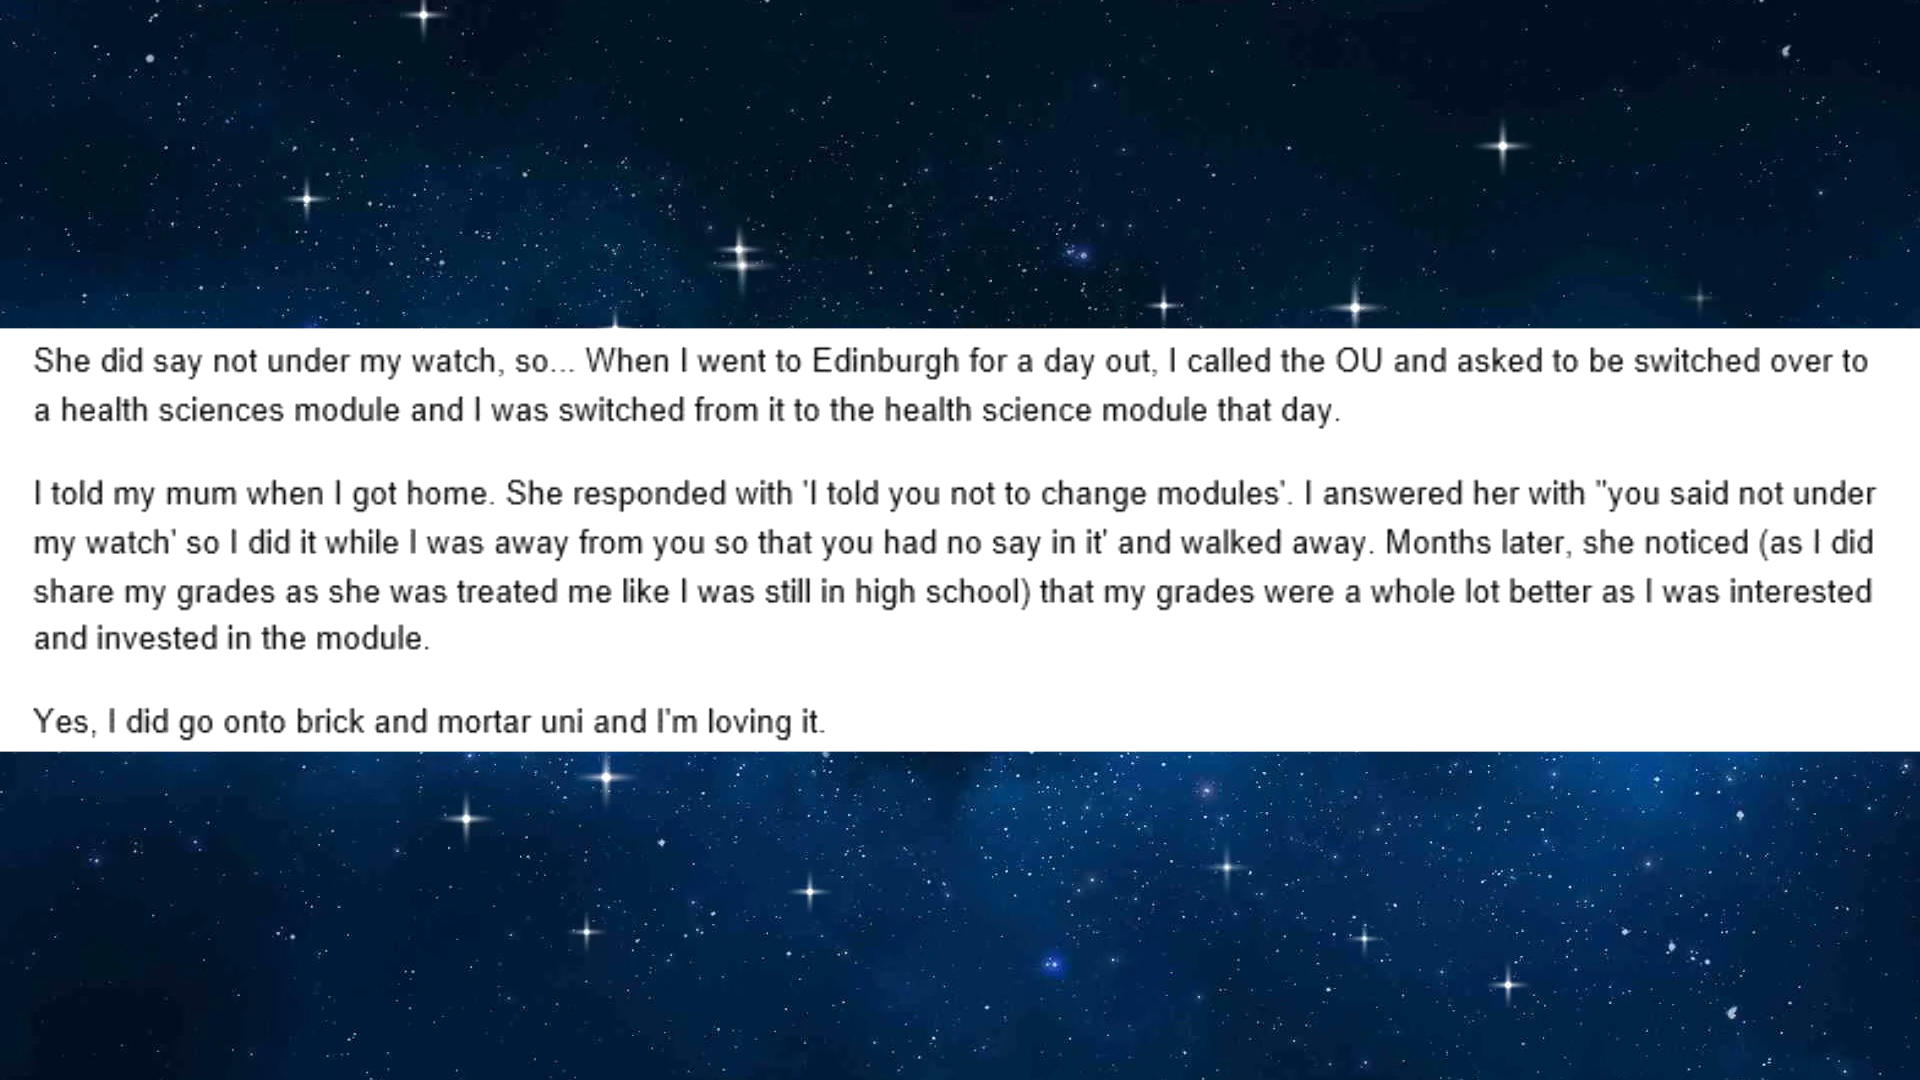 She did say not under my watch, so... When I went to Edinburgh for a day out, I called the OU and asked to be switched over to
a health sciences module and I was switched from it to the health science module that day.
I told my mum when I got home. She responded with 'I told you not to change modules'. I answered her with "you said not under
my watch' so I did it while I was away from you so that you had no say in it' and walked away. Months later, she noticed (as I did
share my grades as she was treated me like I was still in high school) that my grades were a whole lot better as I was interested
and invested in the module.
Yes, I did go onto brick and mortar uni and I'm loving it.